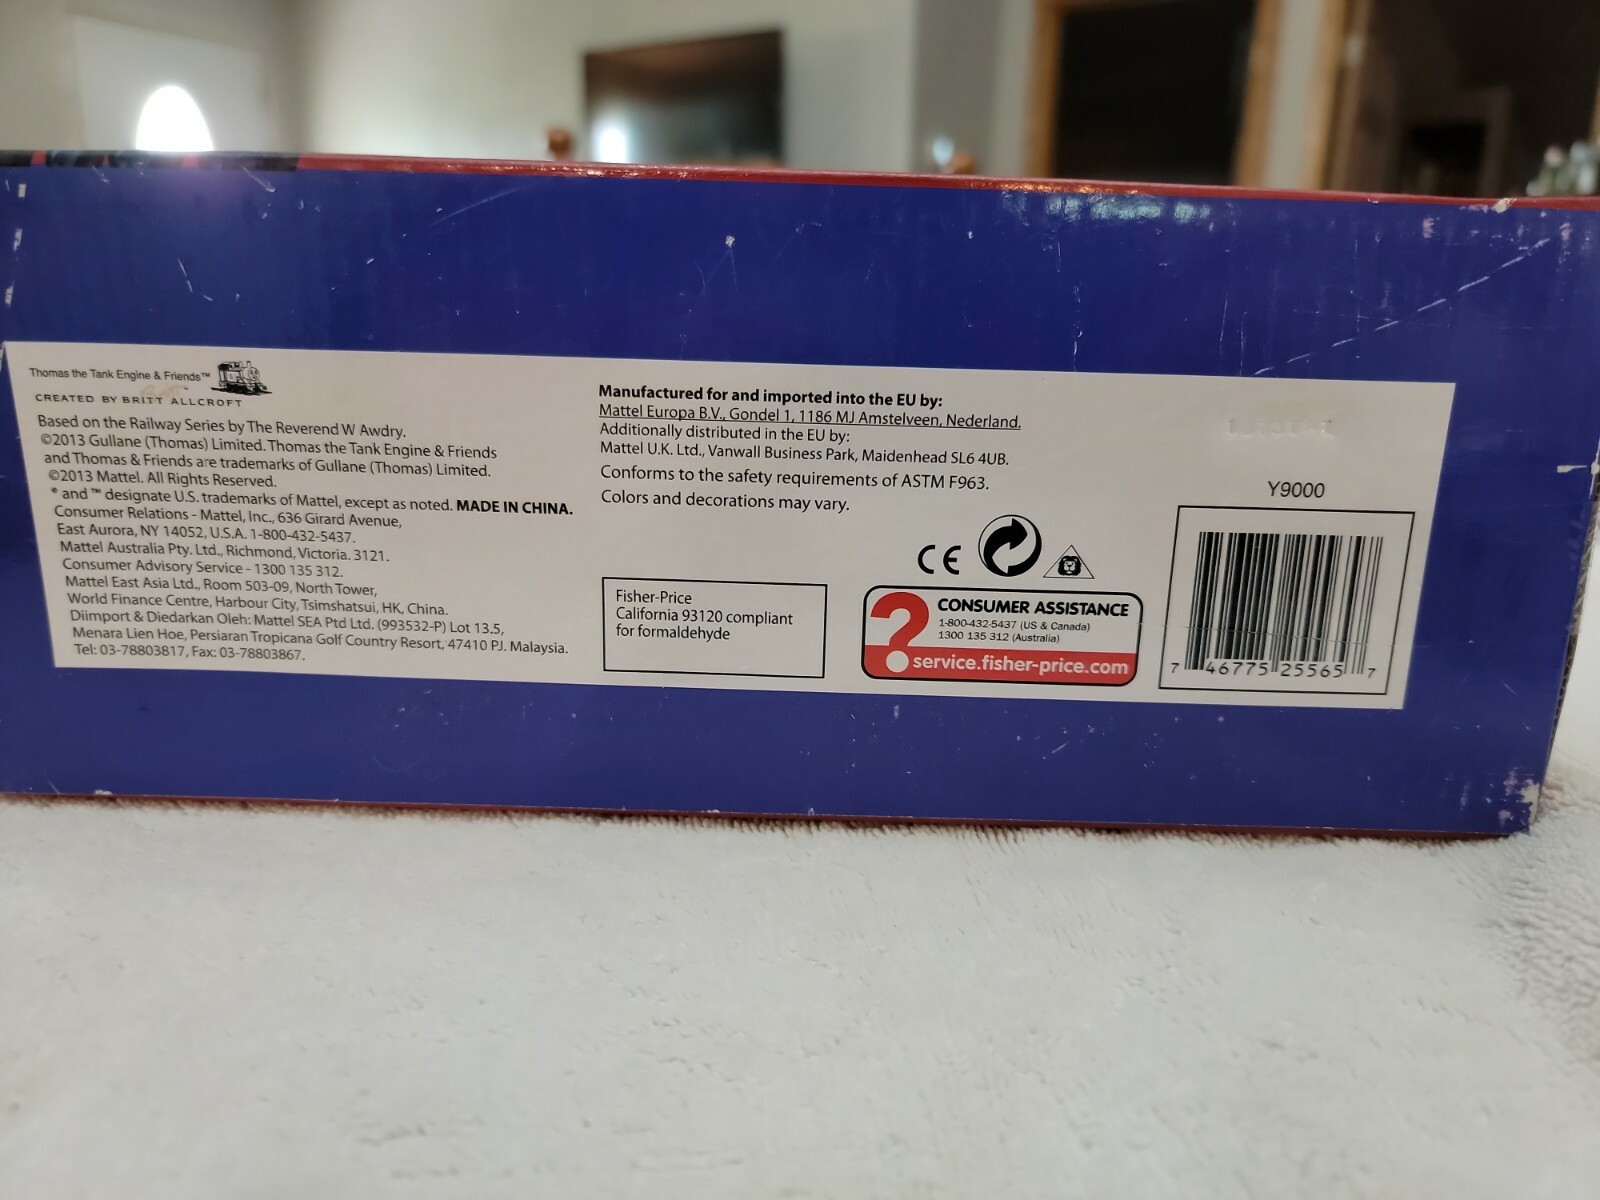 Thomas the Tank Engine & Friends™
CREATED BY BRITT ALLCROFT
Based on the Railway Series by The Reverend W Awdry.
©2013 Gullane (Thomas) Limited. Thomas the Tank Engine & Friends
and Thomas & Friends are trademarks of Gullane (Thomas) Limited.
©2013 Mattel. All Rights Reserved.
® and ™ designate U.S. trademarks of Mattel, except as noted. MADE IN CHINA.
Consumer Relations - Mattel, Inc., 636 Girard Avenue,
East Aurora, NY 14052, U.S.A. 1-800-432-5437.
Mattel Australia Pty. Ltd., Richmond, Victoria. 3121.
Consumer Advisory Service - 1300 135 312.
Mattel East Asia Ltd., Room 503-09, North Tower,
World Finance Centre, Harbour City, Tsimshatsui, HK, China.
Diimport & Diedarkan Oleh: Mattel SEA Ptd Ltd. (993532-P) Lot 13.5,
Menara Lien Hoe, Persiaran Tropicana Golf Country Resort, 47410 PJ. Malaysia.
Tel: 03-78803817, Fax: 03-78803867.
Manufactured for and imported into the EU by:
Mattel Europa B.V., Gondel 1, 1186 MJ Amstelveen, Nederland.
Additionally distributed in the EU by:
Mattel U.K. Ltd., Vanwall Business Park, Maidenhead SL6 4UB.
Conforms to the safety requirements of ASTM F963.
Colors and decorations may vary.
CE
Fisher-Price
California 93120 compliant
for formaldehyde
? CONSUMER ASSISTANCE
1-800-432-5437 (US & Canada)
1300 135 312 (Australia)
service.fisher-price.com
Y9000
7 46775 25565 7